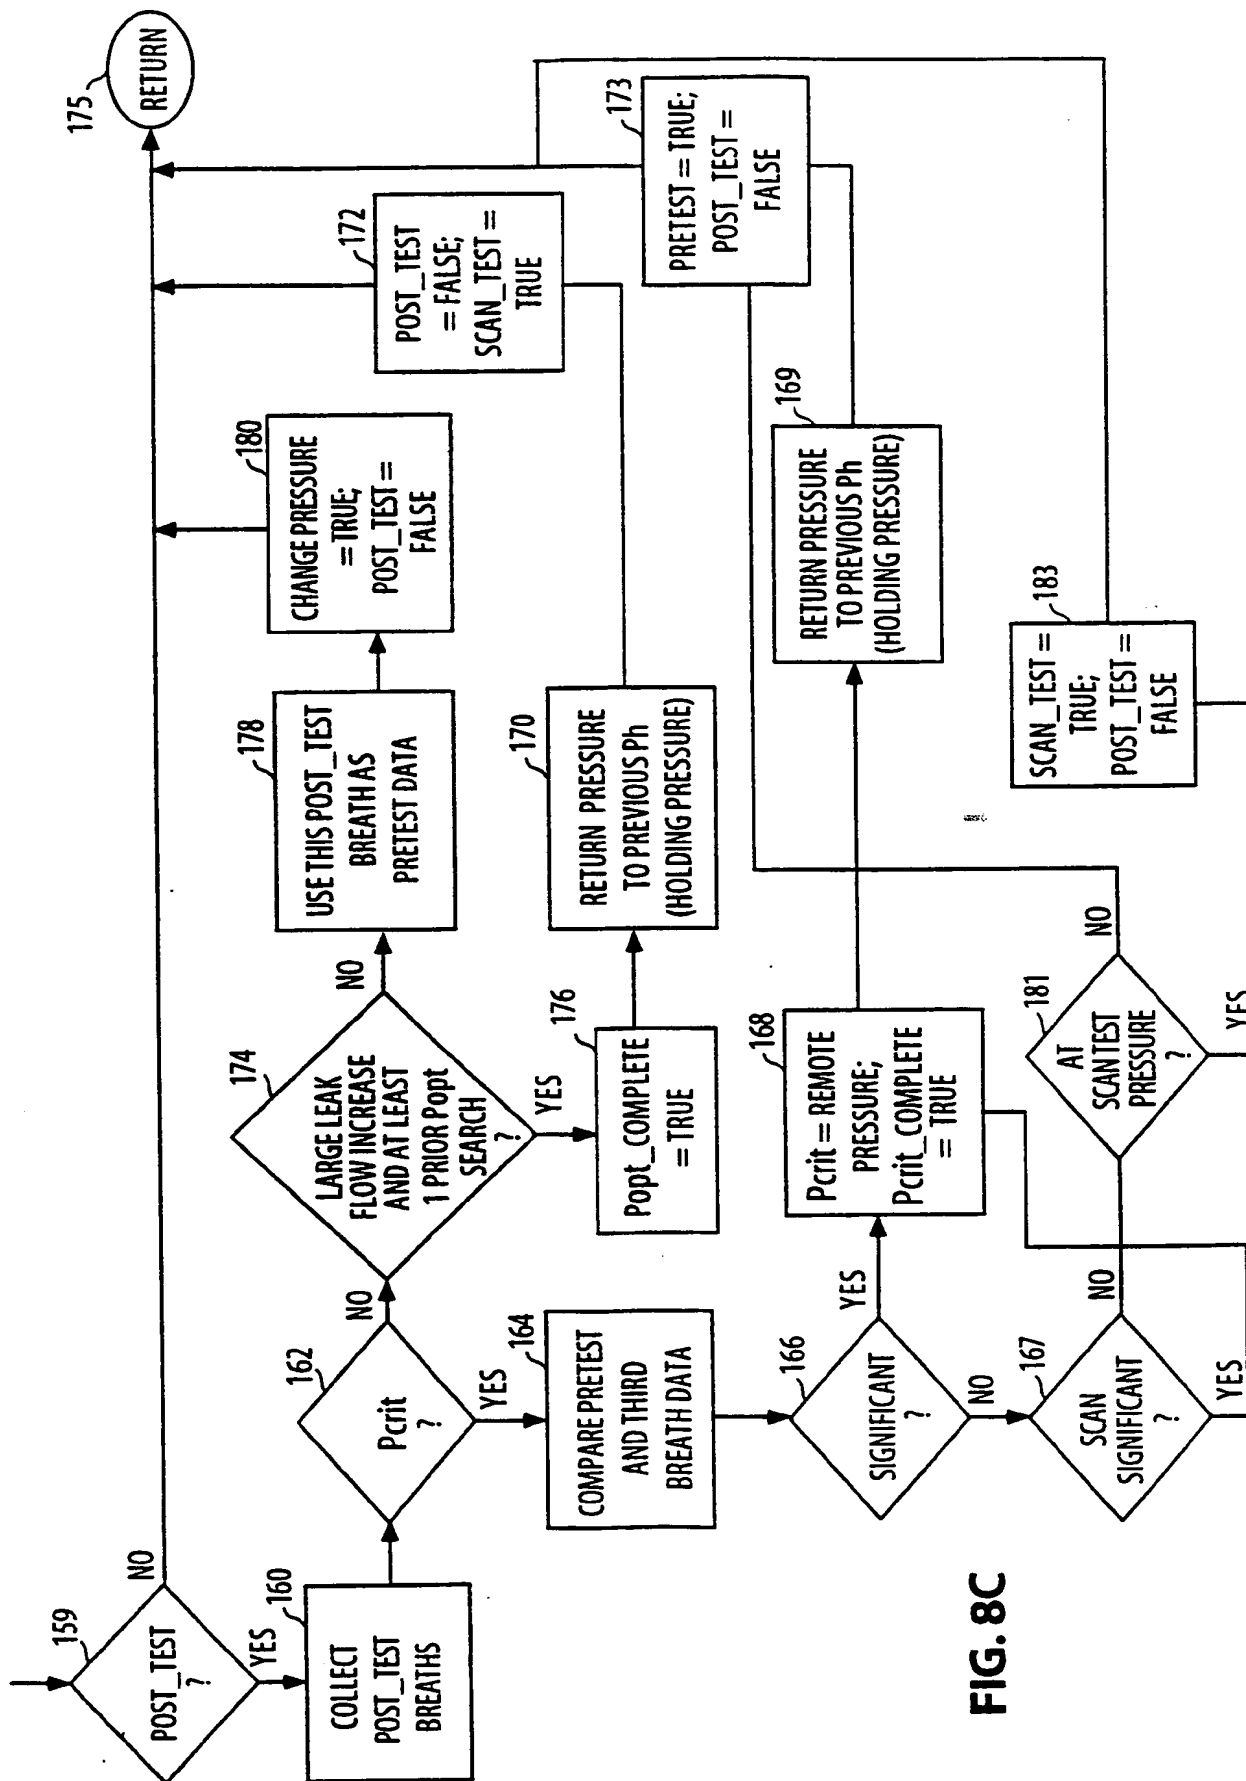 159
POST_TEST
?
NO
YES
160
COLLECT
POST_TEST
BREATHS
162
Pcrit
?
NO
YES
174
LARGE LEAK
FLOW INCREASE
AND AT LEAST
1 PRIOR Popt
SEARCH
?
NO
YES
178
USE THIS POST_TEST
BREATH AS
PRETEST DATA
180
CHANGE PRESSURE
= TRUE;
POST_TEST =
FALSE
175
RETURN
176
Popt_COMPLETE
= TRUE
170
RETURN PRESSURE
TO PREVIOUS Ph
(HOLDING PRESSURE)
172
POST_TEST
= FALSE;
SCAN_TEST =
TRUE
164
COMPARE PRETEST
AND THIRD
BREATH DATA
166
SIGNIFICANT
?
YES
NO
168
Pcrit = REMOTE
PRESSURE;
Pcrit_COMPLETE
= TRUE
169
RETURN PRESSURE
TO PREVIOUS Ph
(HOLDING PRESSURE)
173
PRETEST = TRUE;
POST_TEST =
FALSE
167
SCAN
SIGNIFICANT
?
NO
YES
181
AT
SCAN TEST
PRESSURE
?
NO
YES
183
SCAN_TEST =
TRUE;
POST_TEST =
FALSE
FIG. 8C